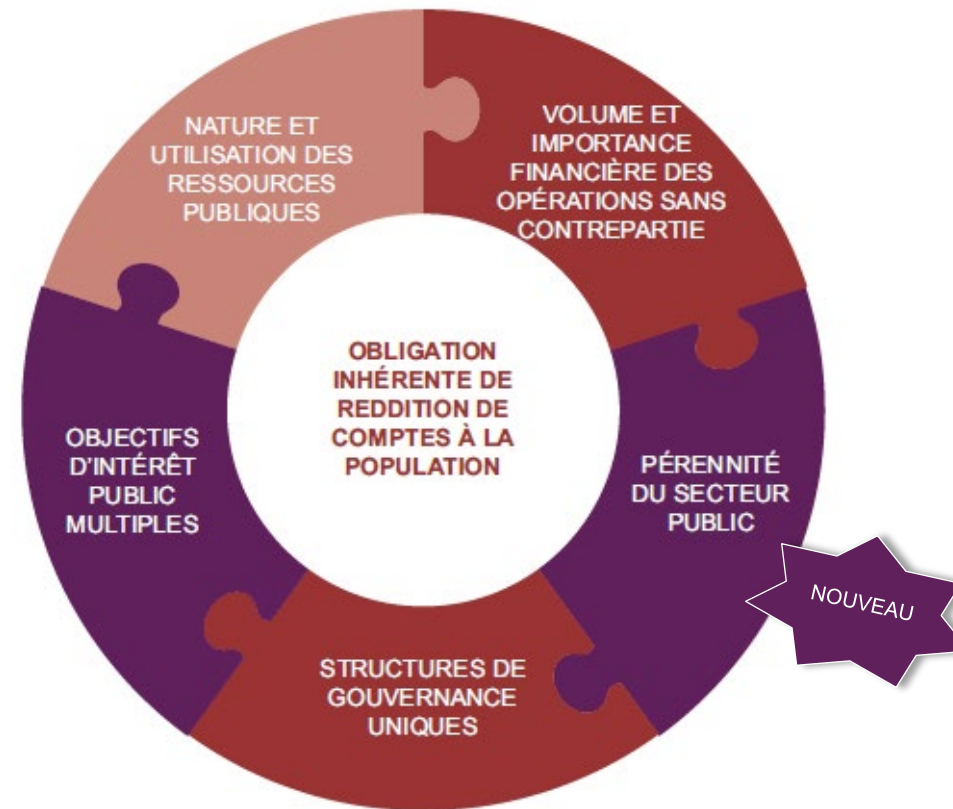 NATURE ET
UTILISATION DES
RESSOURCES
PUBLIQUES
VOLUME ET
IMPORTANCE
FINANCIÈRE DES
OPÉRATIONS SANS
CONTREPARTIE
OBLIGATION
INHÉRENTE DE
REDDITION DE
COMPTES À LA
POPULATION
OBJECTIFS
D'INTÉRÊT
PUBLIC
MULTIPLES
PÉRENNITÉ
DU SECTEUR
PUBLIC
NOUVEAU
STRUCTURES DE
GOUVERNANCE
UNIQUES